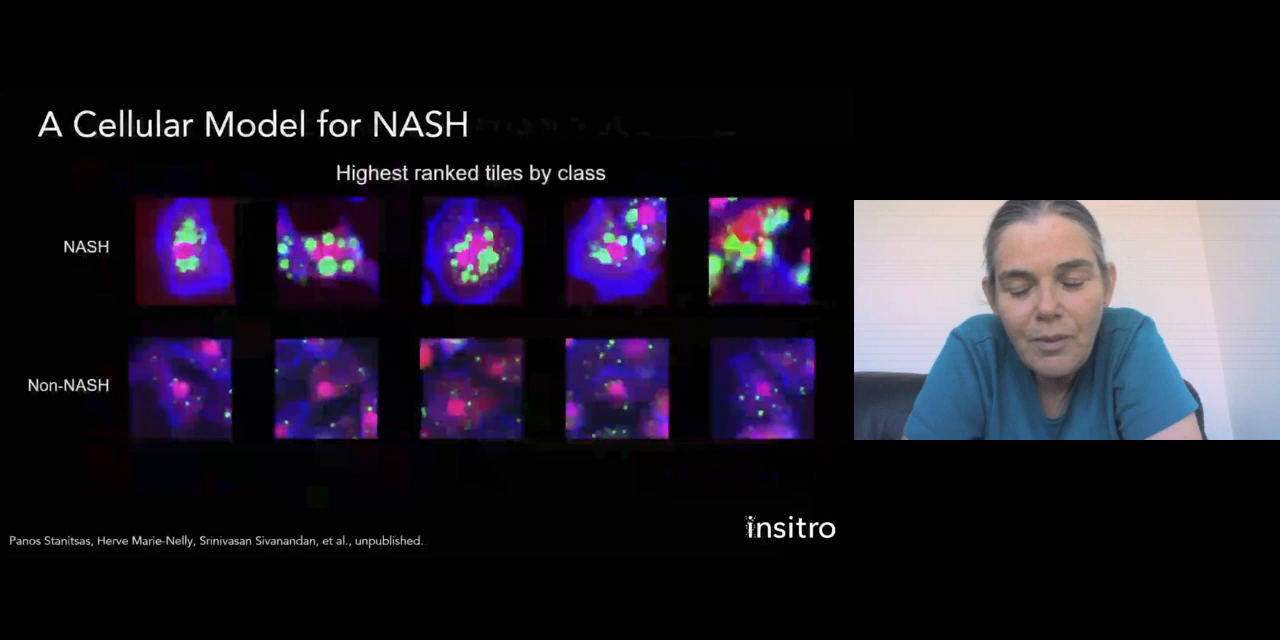 A Cellular Model for NASH
Highest ranked tiles by class
NASH
Non-NASH
insitro
Panos Stanitsas, Herve Marie-Nelly, Srinivasan Sivanandan, et al., unpublished.